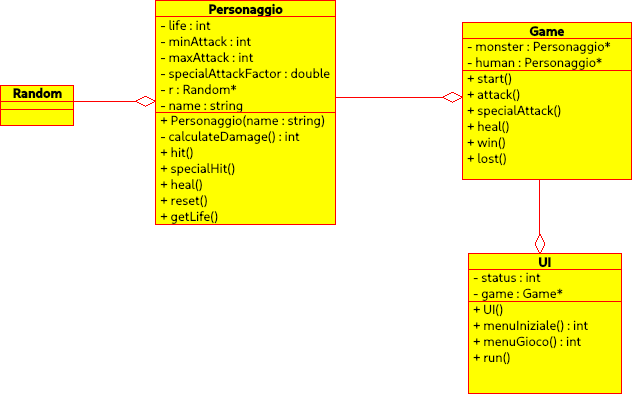 Random
Personaggio
- life : int
- minAttack : int
- maxAttack : int
- specialAttackFactor : double
- r : Random*
- name : string
+ Personaggio(name : string)
- calculateDamage() : int
+ hit()
+ specialHit()
+ heal()
+ reset()
+ getLife()
Game
- monster : Personaggio*
- human : Personaggio*
+ start()
+ attack()
+ specialAttack()
+ heal()
+ win()
+ lost()
UI
- status : int
- game : Game*
+ UI()
+ menuIniziale() : int
+ menuGioco() : int
+ run()